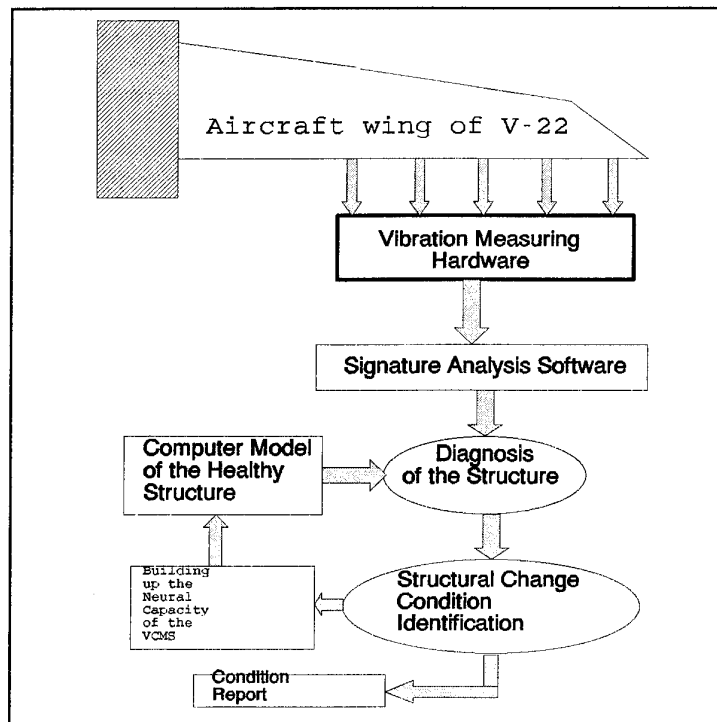 Aircraft wing of V-22
Vibration Measuring
Hardware
Signature Analysis Software
Computer Model
of the Healthy
Structure
Diagnosis
of the Structure
Building
up the
Neural
Capacity
of the
VCMS
Structural Change
Condition
Identification
Condition
Report